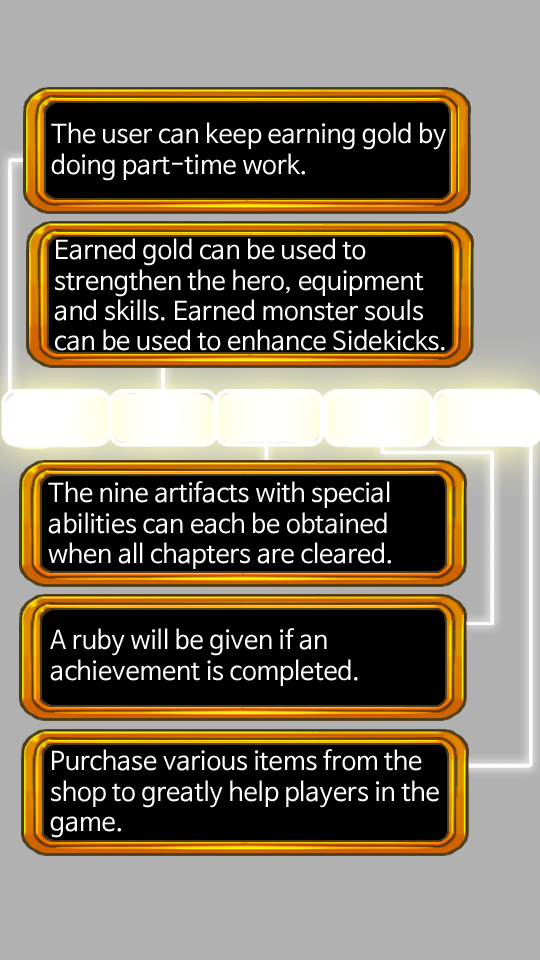 The user can keep earning gold by
doing part-time work.
Earned gold can be used to
strengthen the hero, equipment
and skills. Earned monster souls
can be used to enhance Sidekicks.
The nine artifacts with special
abilities can each be obtained
when all chapters are cleared.
A ruby will be given if an
achievement is completed.
Purchase various items from the
shop to greatly help players in the
game.